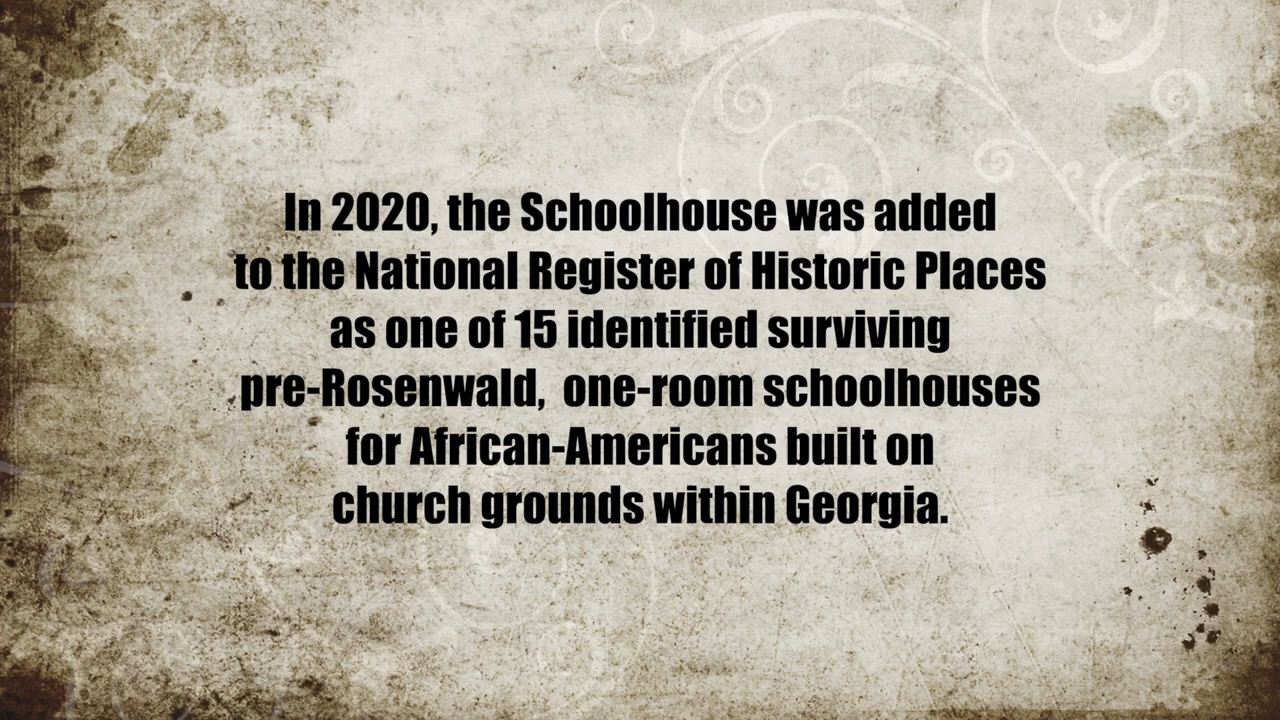 In 2020, the Schoolhouse was added
to the National Register of Historic Places
as one of 15 identified surviving
pre-Rosenwald,  one-room schoolhouses
for African-Americans built on
church grounds within Georgia.